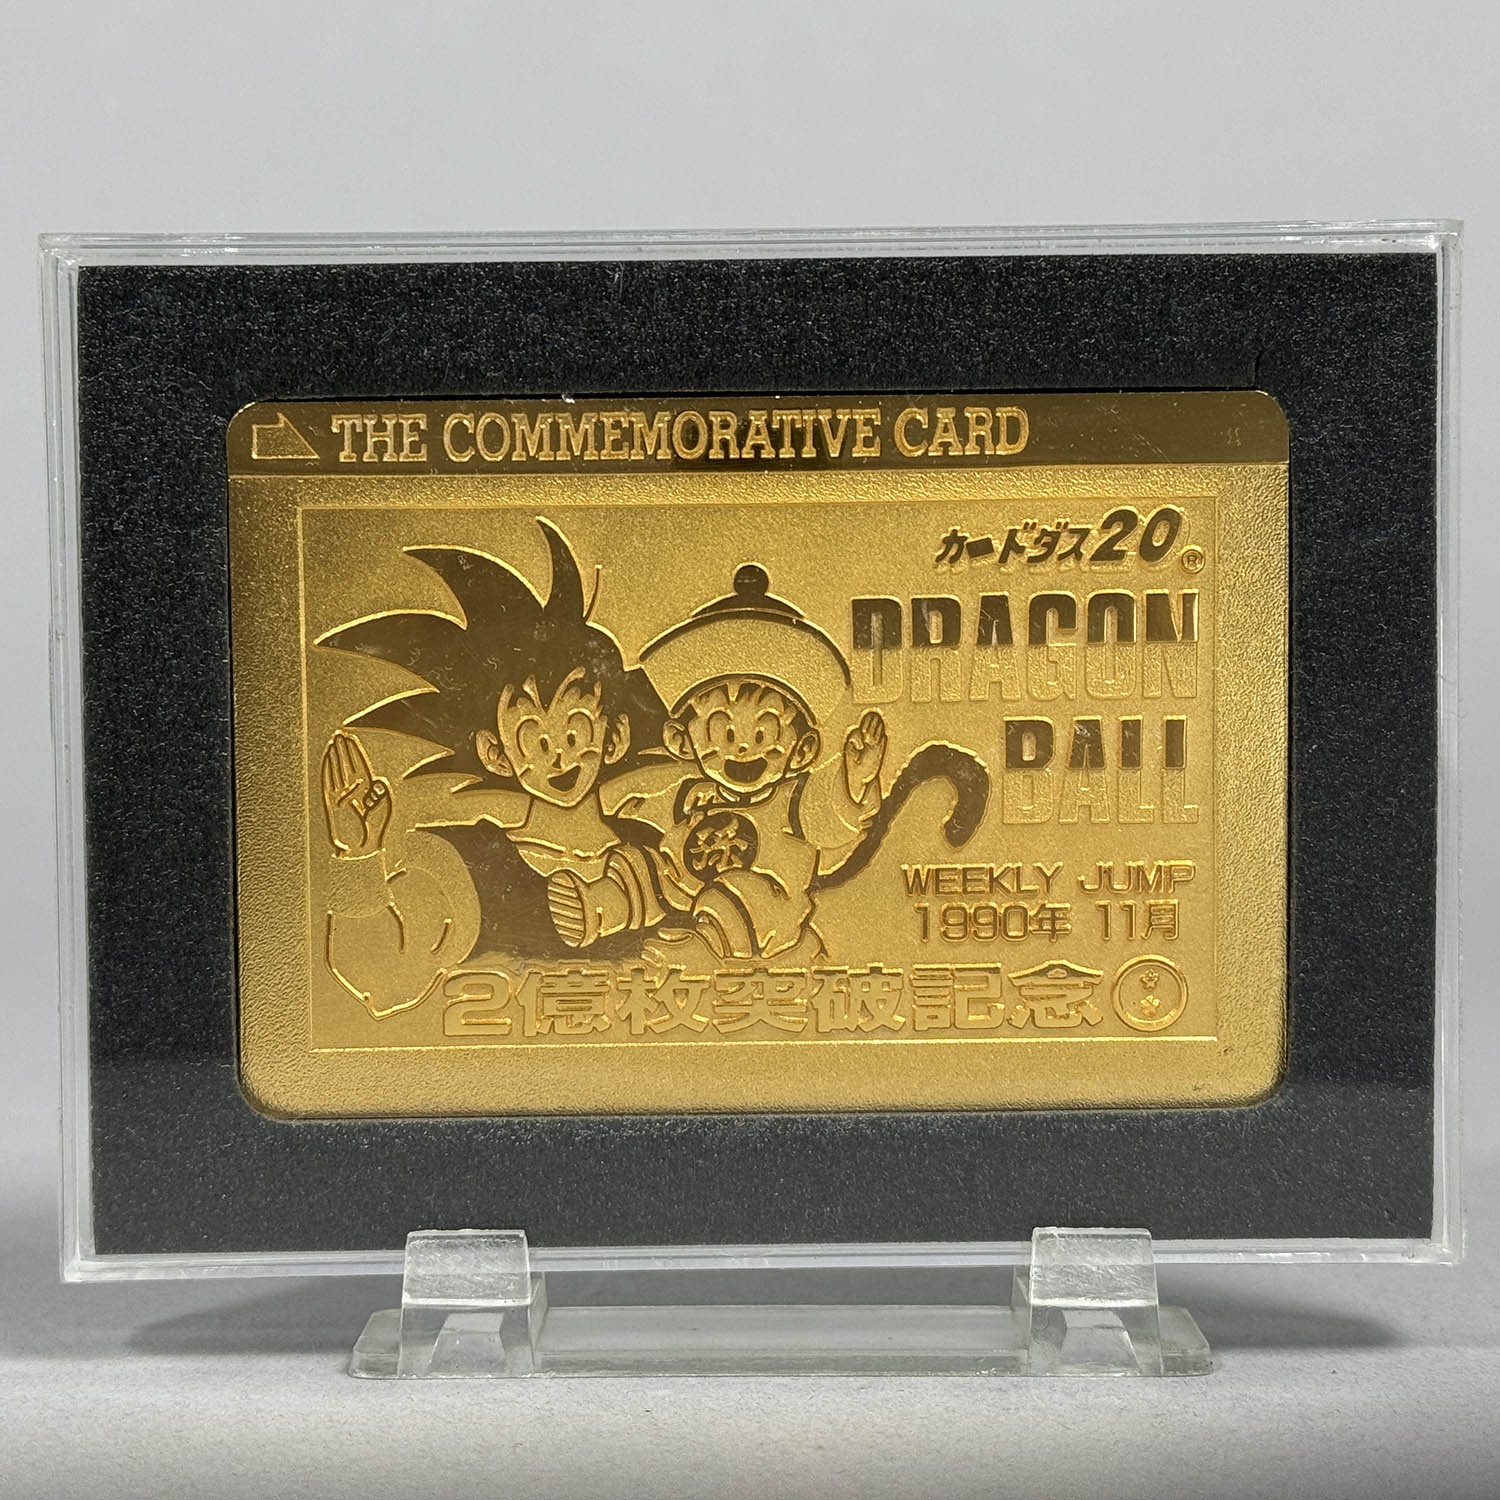 THE COMMEMORATIVE CARD
カードダス20®
DRAGON
BALL
孫
WEEKLY JUMP
1990年 11月
2億枚突破記念